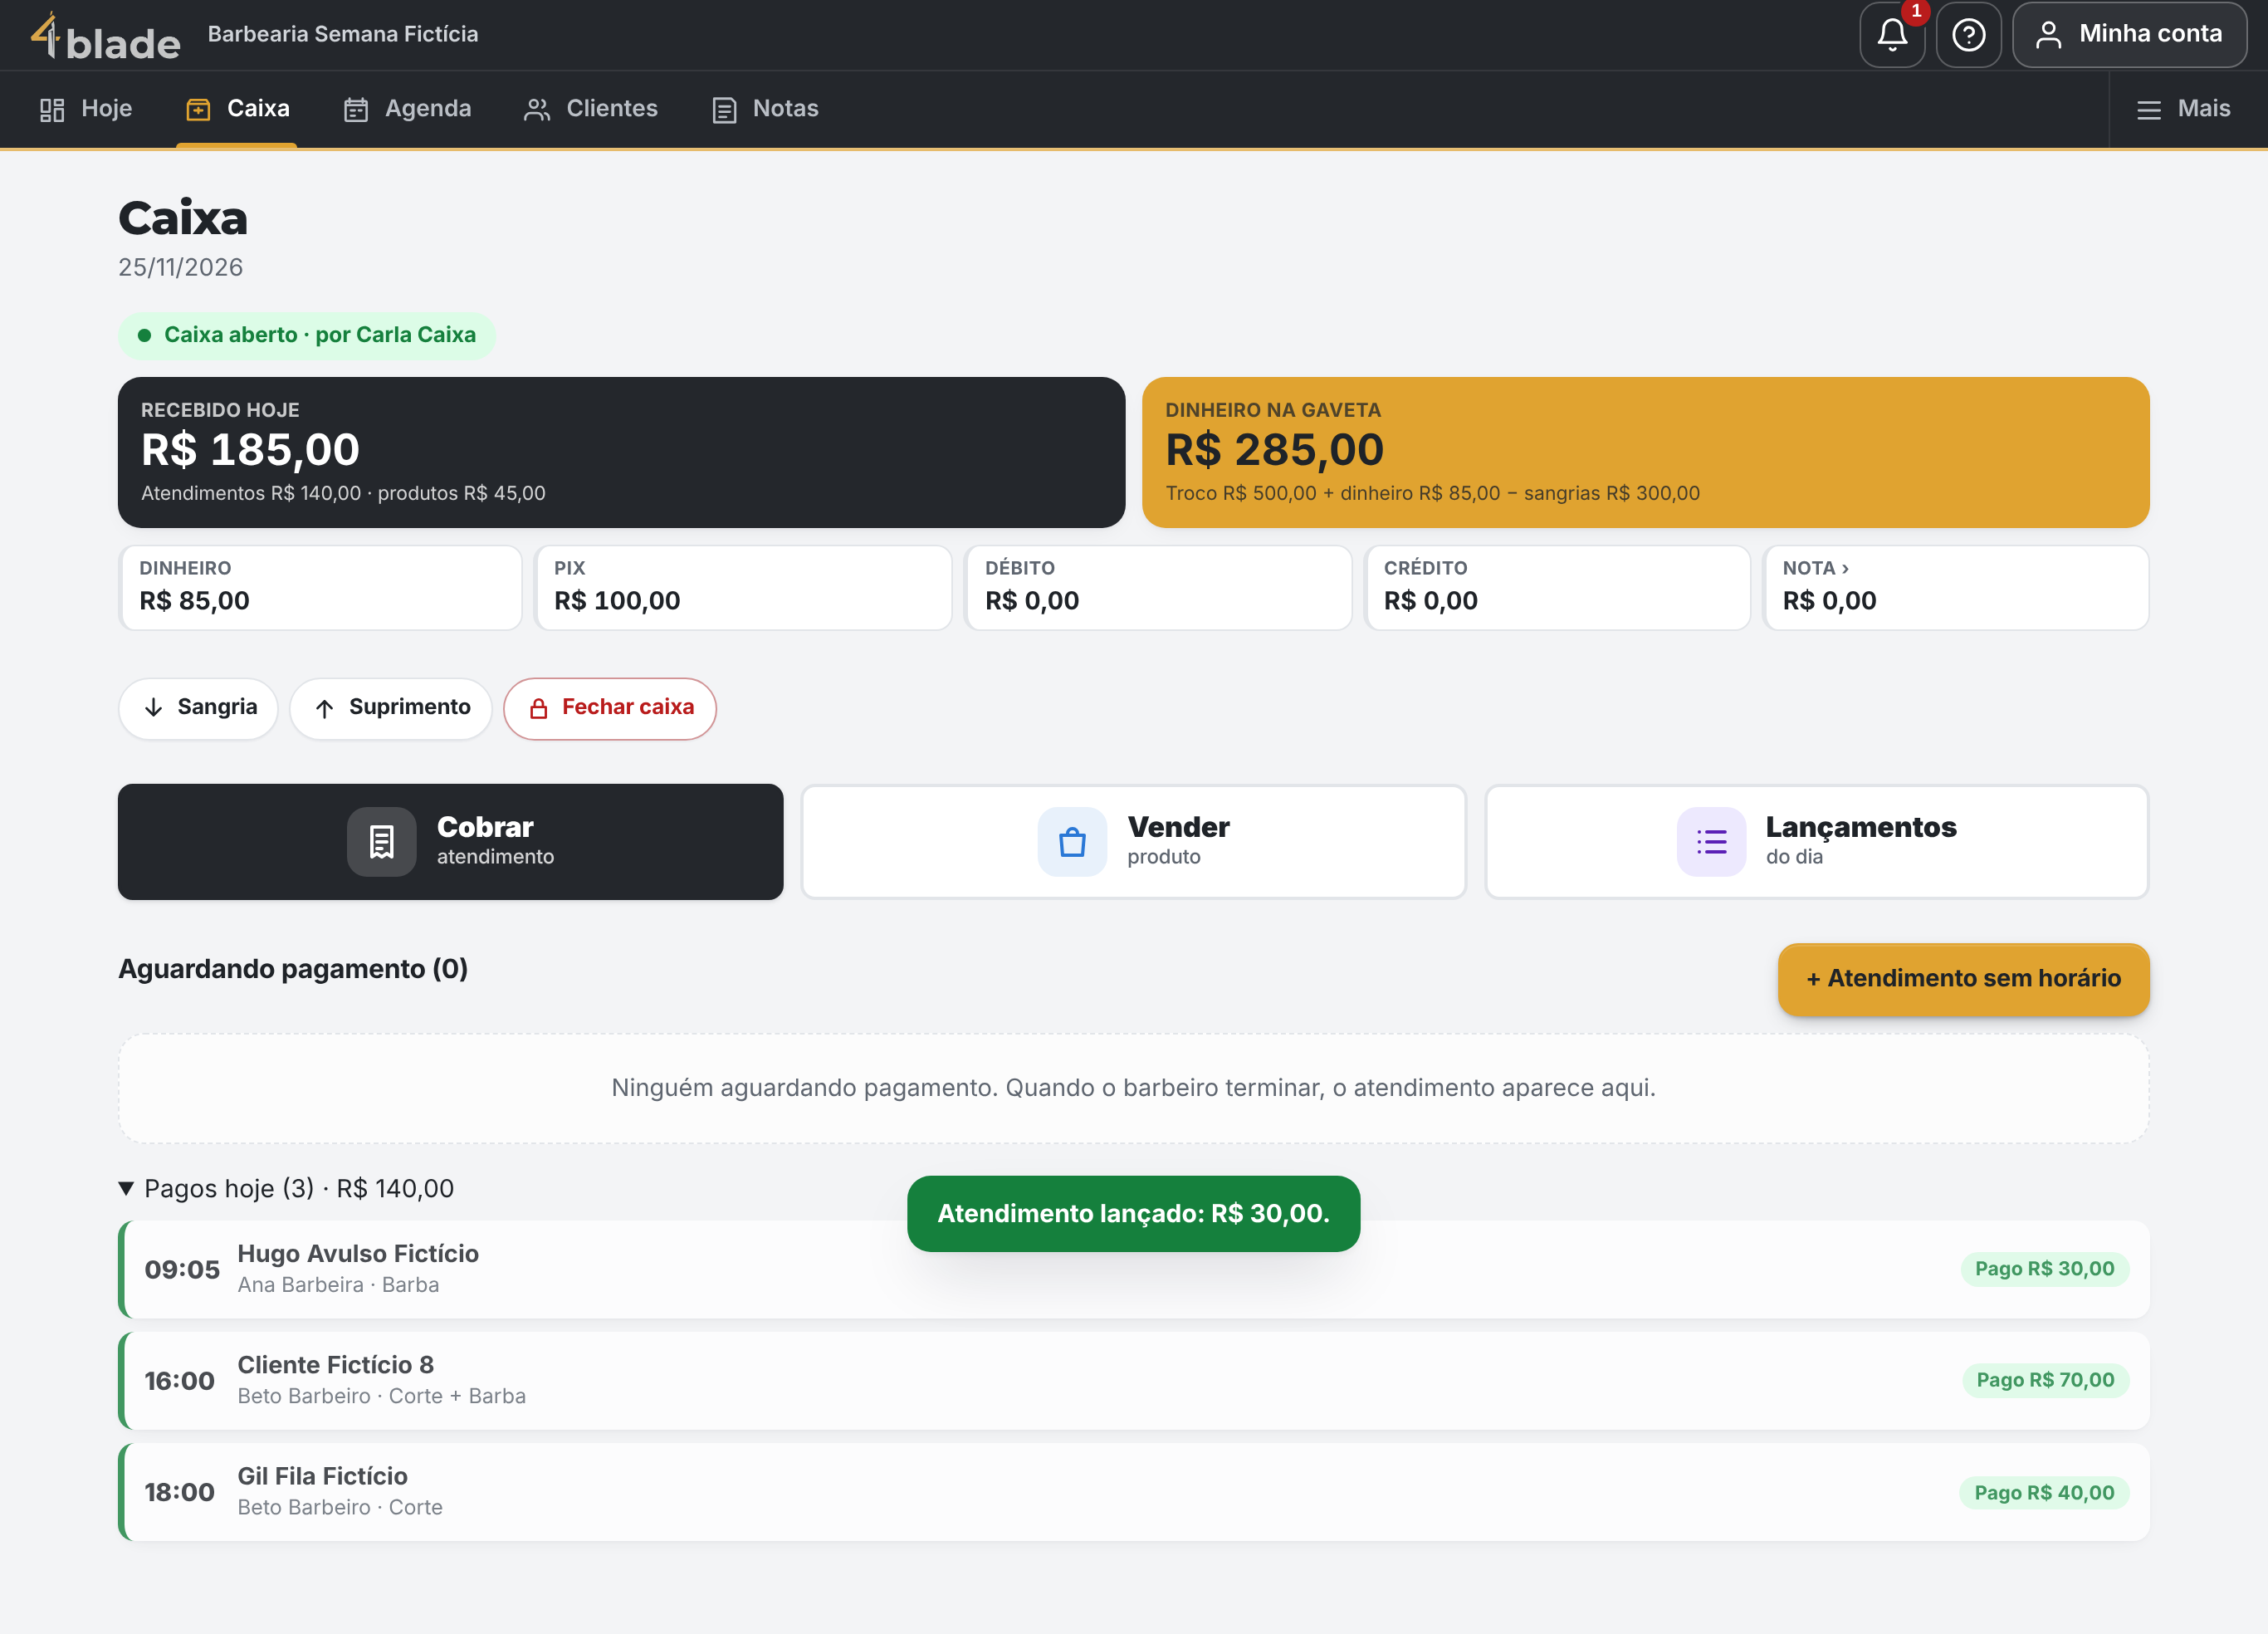 4blade
Barbearia Semana Fictícia
1
Minha conta
Hoje
Caixa
Agenda
Clientes
Notas
Mais
Caixa
25/11/2026
Caixa aberto · por Carla Caixa
RECEBIDO HOJE
R$ 185,00
Atendimentos R$ 140,00 · produtos R$ 45,00
DINHEIRO NA GAVETA
R$ 285,00
Troco R$ 500,00 + dinheiro R$ 85,00 − sangrias R$ 300,00
DINHEIRO
R$ 85,00
PIX
R$ 100,00
DÉBITO
R$ 0,00
CRÉDITO
R$ 0,00
NOTA ›
R$ 0,00
Sangria
Suprimento
Fechar caixa
Cobrar
atendimento
Vender
produto
Lançamentos
do dia
Aguardando pagamento (0)
+ Atendimento sem horário
Ninguém aguardando pagamento. Quando o barbeiro terminar, o atendimento aparece aqui.
▼ Pagos hoje (3) · R$ 140,00
Atendimento lançado: R$ 30,00.
09:05
Hugo Avulso Fictício
Ana Barbeira · Barba
Pago R$ 30,00
16:00
Cliente Fictício 8
Beto Barbeiro · Corte + Barba
Pago R$ 70,00
18:00
Gil Fila Fictício
Beto Barbeiro · Corte
Pago R$ 40,00